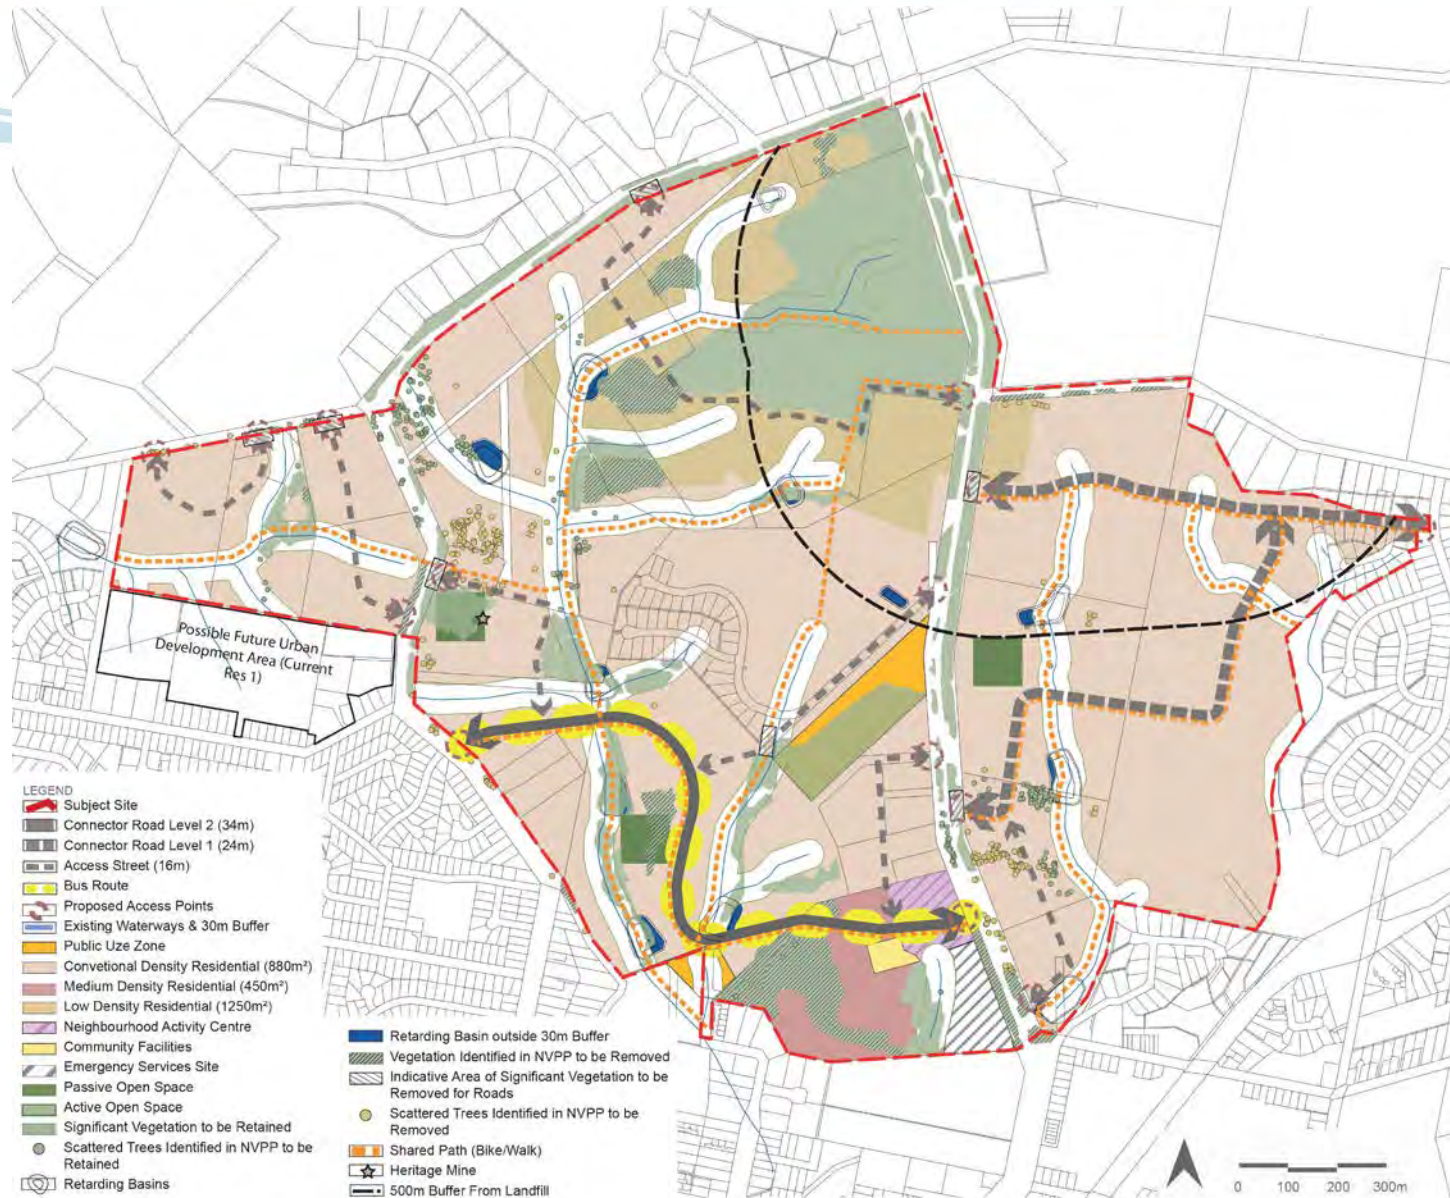 Possible Future Urban
Development Area (Current
Res 1)
LEGEND
Subject Site
Connector Road Level 2 (34m)
Connector Road Level 1 (24m)
Access Street (16m)
Bus Route
Proposed Access Points
Existing Waterways & 30m Buffer
Public Uze Zone
Convetional Density Residential (880m²)
Medium Density Residential (450m²)
Low Density Residential (1250m²)
Neighbourhood Activity Centre
Community Facilities
Emergency Services Site
Passive Open Space
Active Open Space
Significant Vegetation to be Retained
Scattered Trees Identified in NVPP to be
Retained
Retarding Basins
Retarding Basin outside 30m Buffer
Vegetation Identified in NVPP to be Removed
Indicative Area of Significant Vegetation to be
Removed for Roads
Scattered Trees Identified in NVPP to be
Removed
Shared Path (Bike/Walk)
Heritage Mine
500m Buffer From Landfill
0 100 200 300m